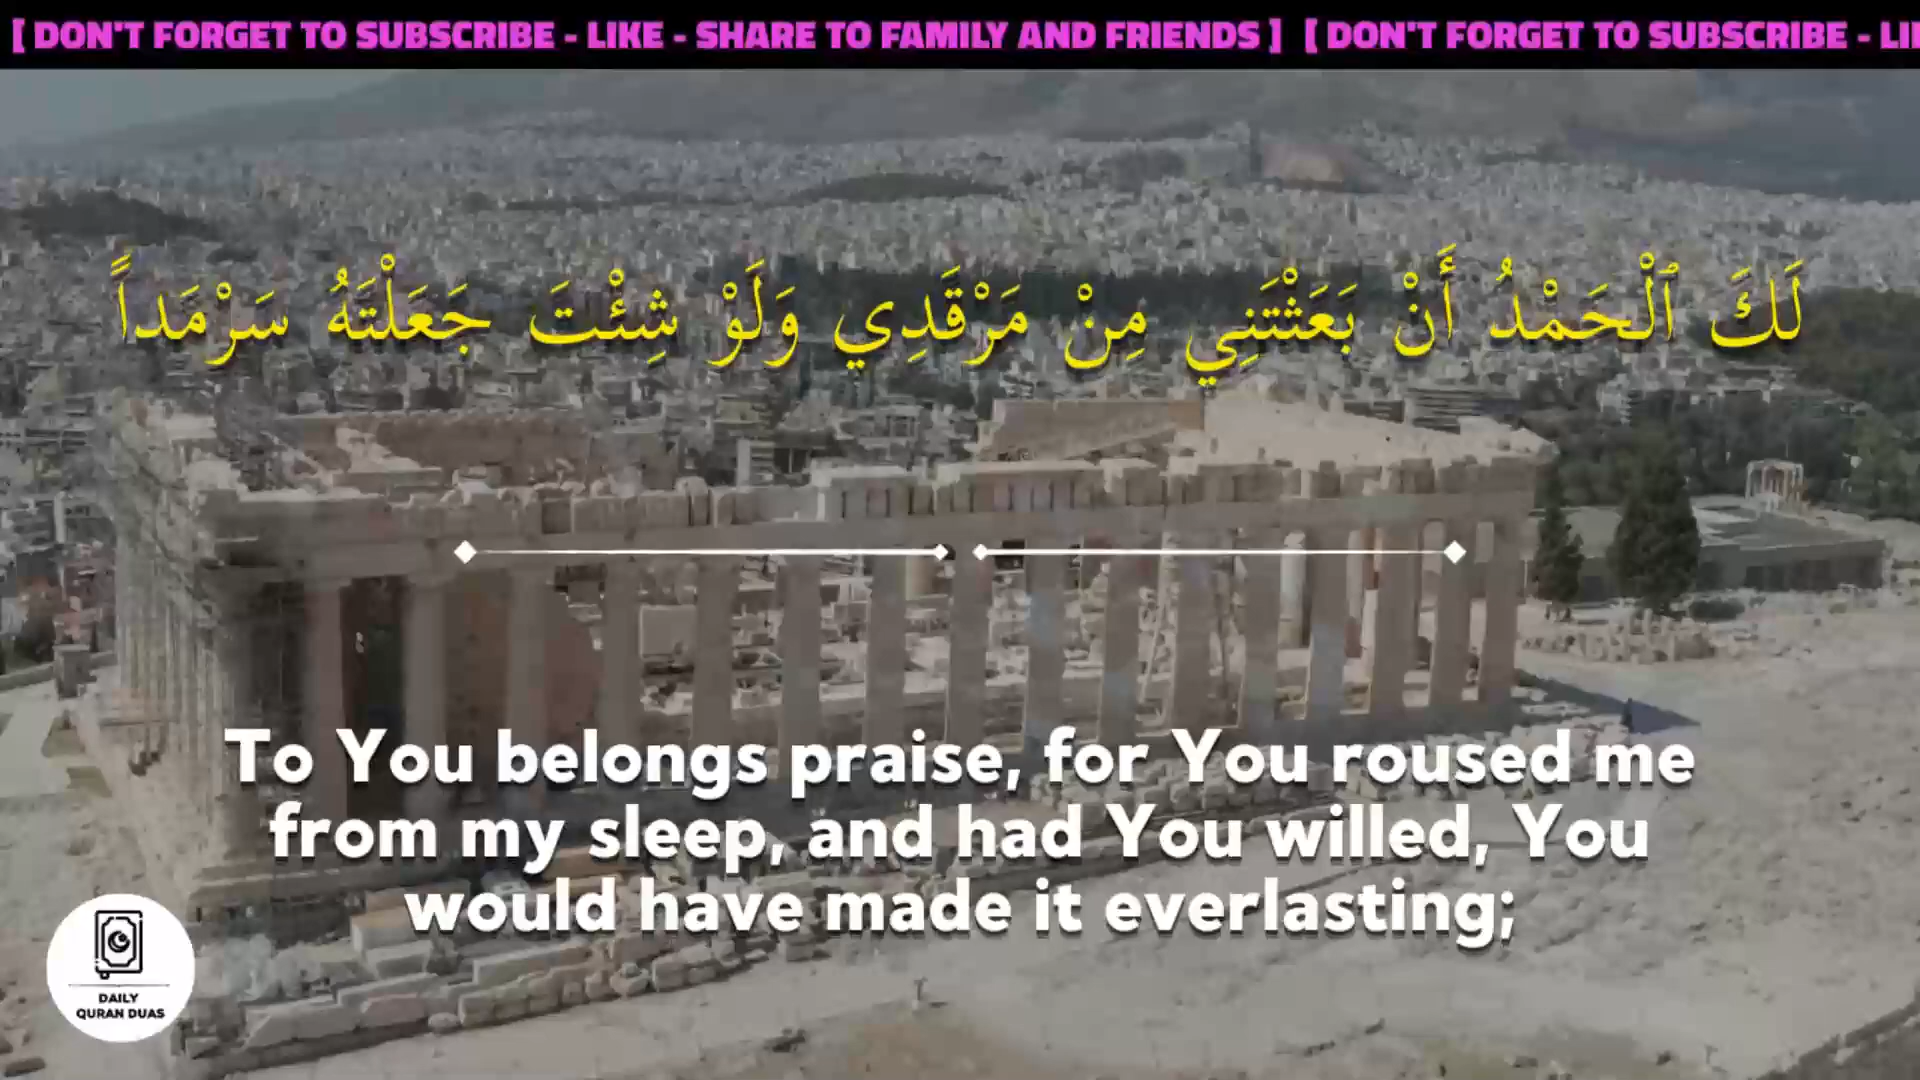 [ DON'T FORGET TO SUBSCRIBE - LIKE - SHARE TO FAMILY AND FRIENDS ] [ DON'T FORGET TO SUBSCRIBE - LI
لَكَ ٱلْحَمْدُ أَنْ بَعَثْتَنِي مِنْ مَرْقَدِي وَلَوْ شِئْتَ جَعَلْتَهُ سَرْمَداً
To You belongs praise, for You roused me
from my sleep, and had You willed, You
would have made it everlasting;
DAILY
QURAN DUAS